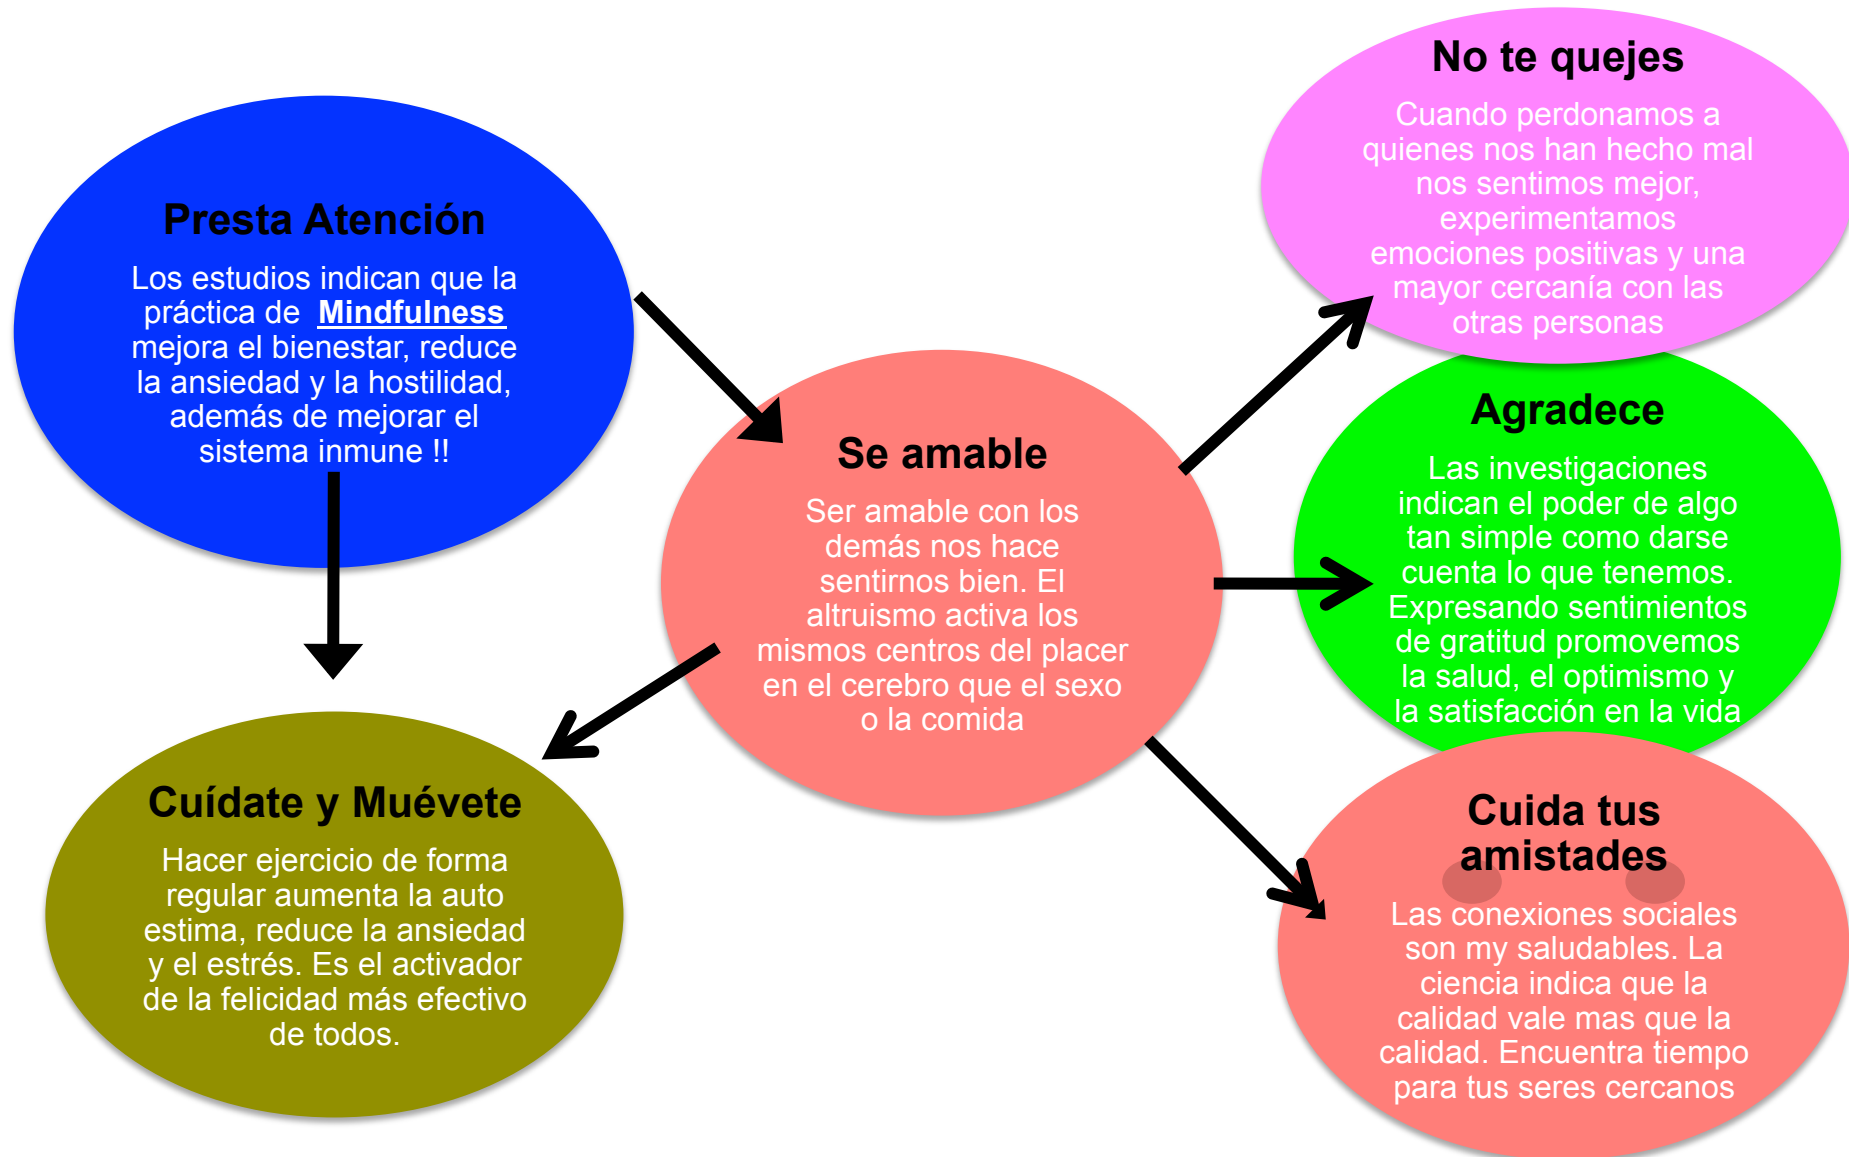 Presta Atención
Los estudios indican que la
práctica de Mindfulness
mejora el bienestar, reduce
la ansiedad y la hostilidad,
además de mejorar el
sistema inmune !!
Se amable
Ser amable con los
demás nos hace
sentirnos bien. El
altruismo activa los
mismos centros del placer
en el cerebro que el sexo
o la comida
Cuídate y Muévete
Hacer ejercicio de forma
regular aumenta la auto
estima, reduce la ansiedad
y el estrés. Es el activador
de la felicidad más efectivo
de todos.
No te quejes
Cuando perdonamos a
quienes nos han hecho mal
nos sentimos mejor,
experimentamos
emociones positivas y una
mayor cercanía con las
otras personas
Agradece
Las investigaciones
indican el poder de algo
tan simple como darse
cuenta lo que tenemos.
Expresando sentimientos
de gratitud promovemos
la salud, el optimismo y
la satisfacción en la vida
Cuida tus
amistades
Las conexiones sociales
son my saludables. La
ciencia indica que la
calidad vale mas que la
calidad. Encuentra tiempo
para tus seres cercanos